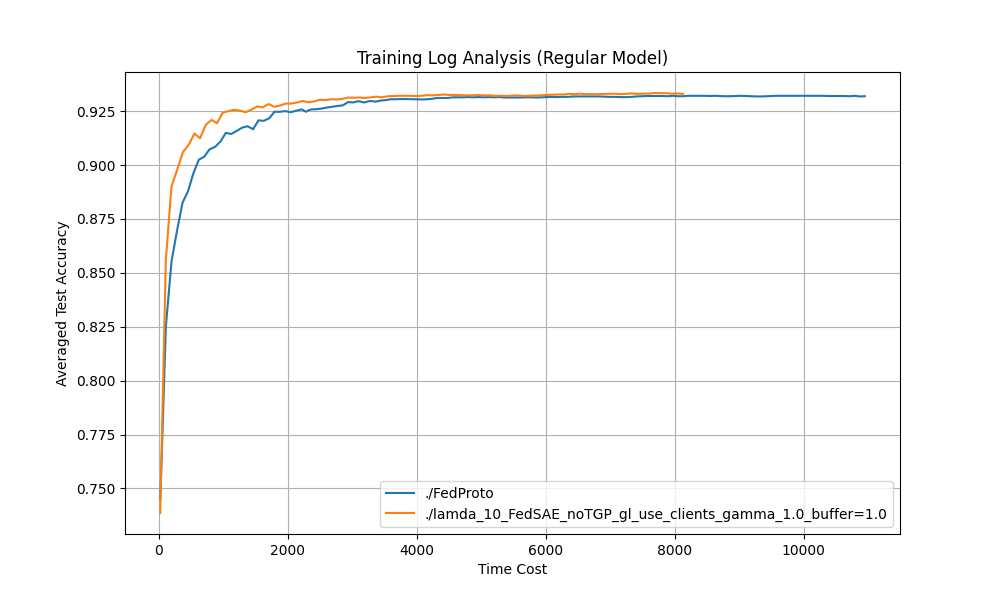 Training Log Analysis (Regular Model)
Averaged Test Accuracy
0.925
0.900
0.875
0.850
0.825
0.800
0.775
0.750
./FedProto
./lamda_10_FedSAE_noTGP_gl_use_clients_gamma_1.0_buffer=1.0
0 2000 4000 6000 8000 10000
Time Cost